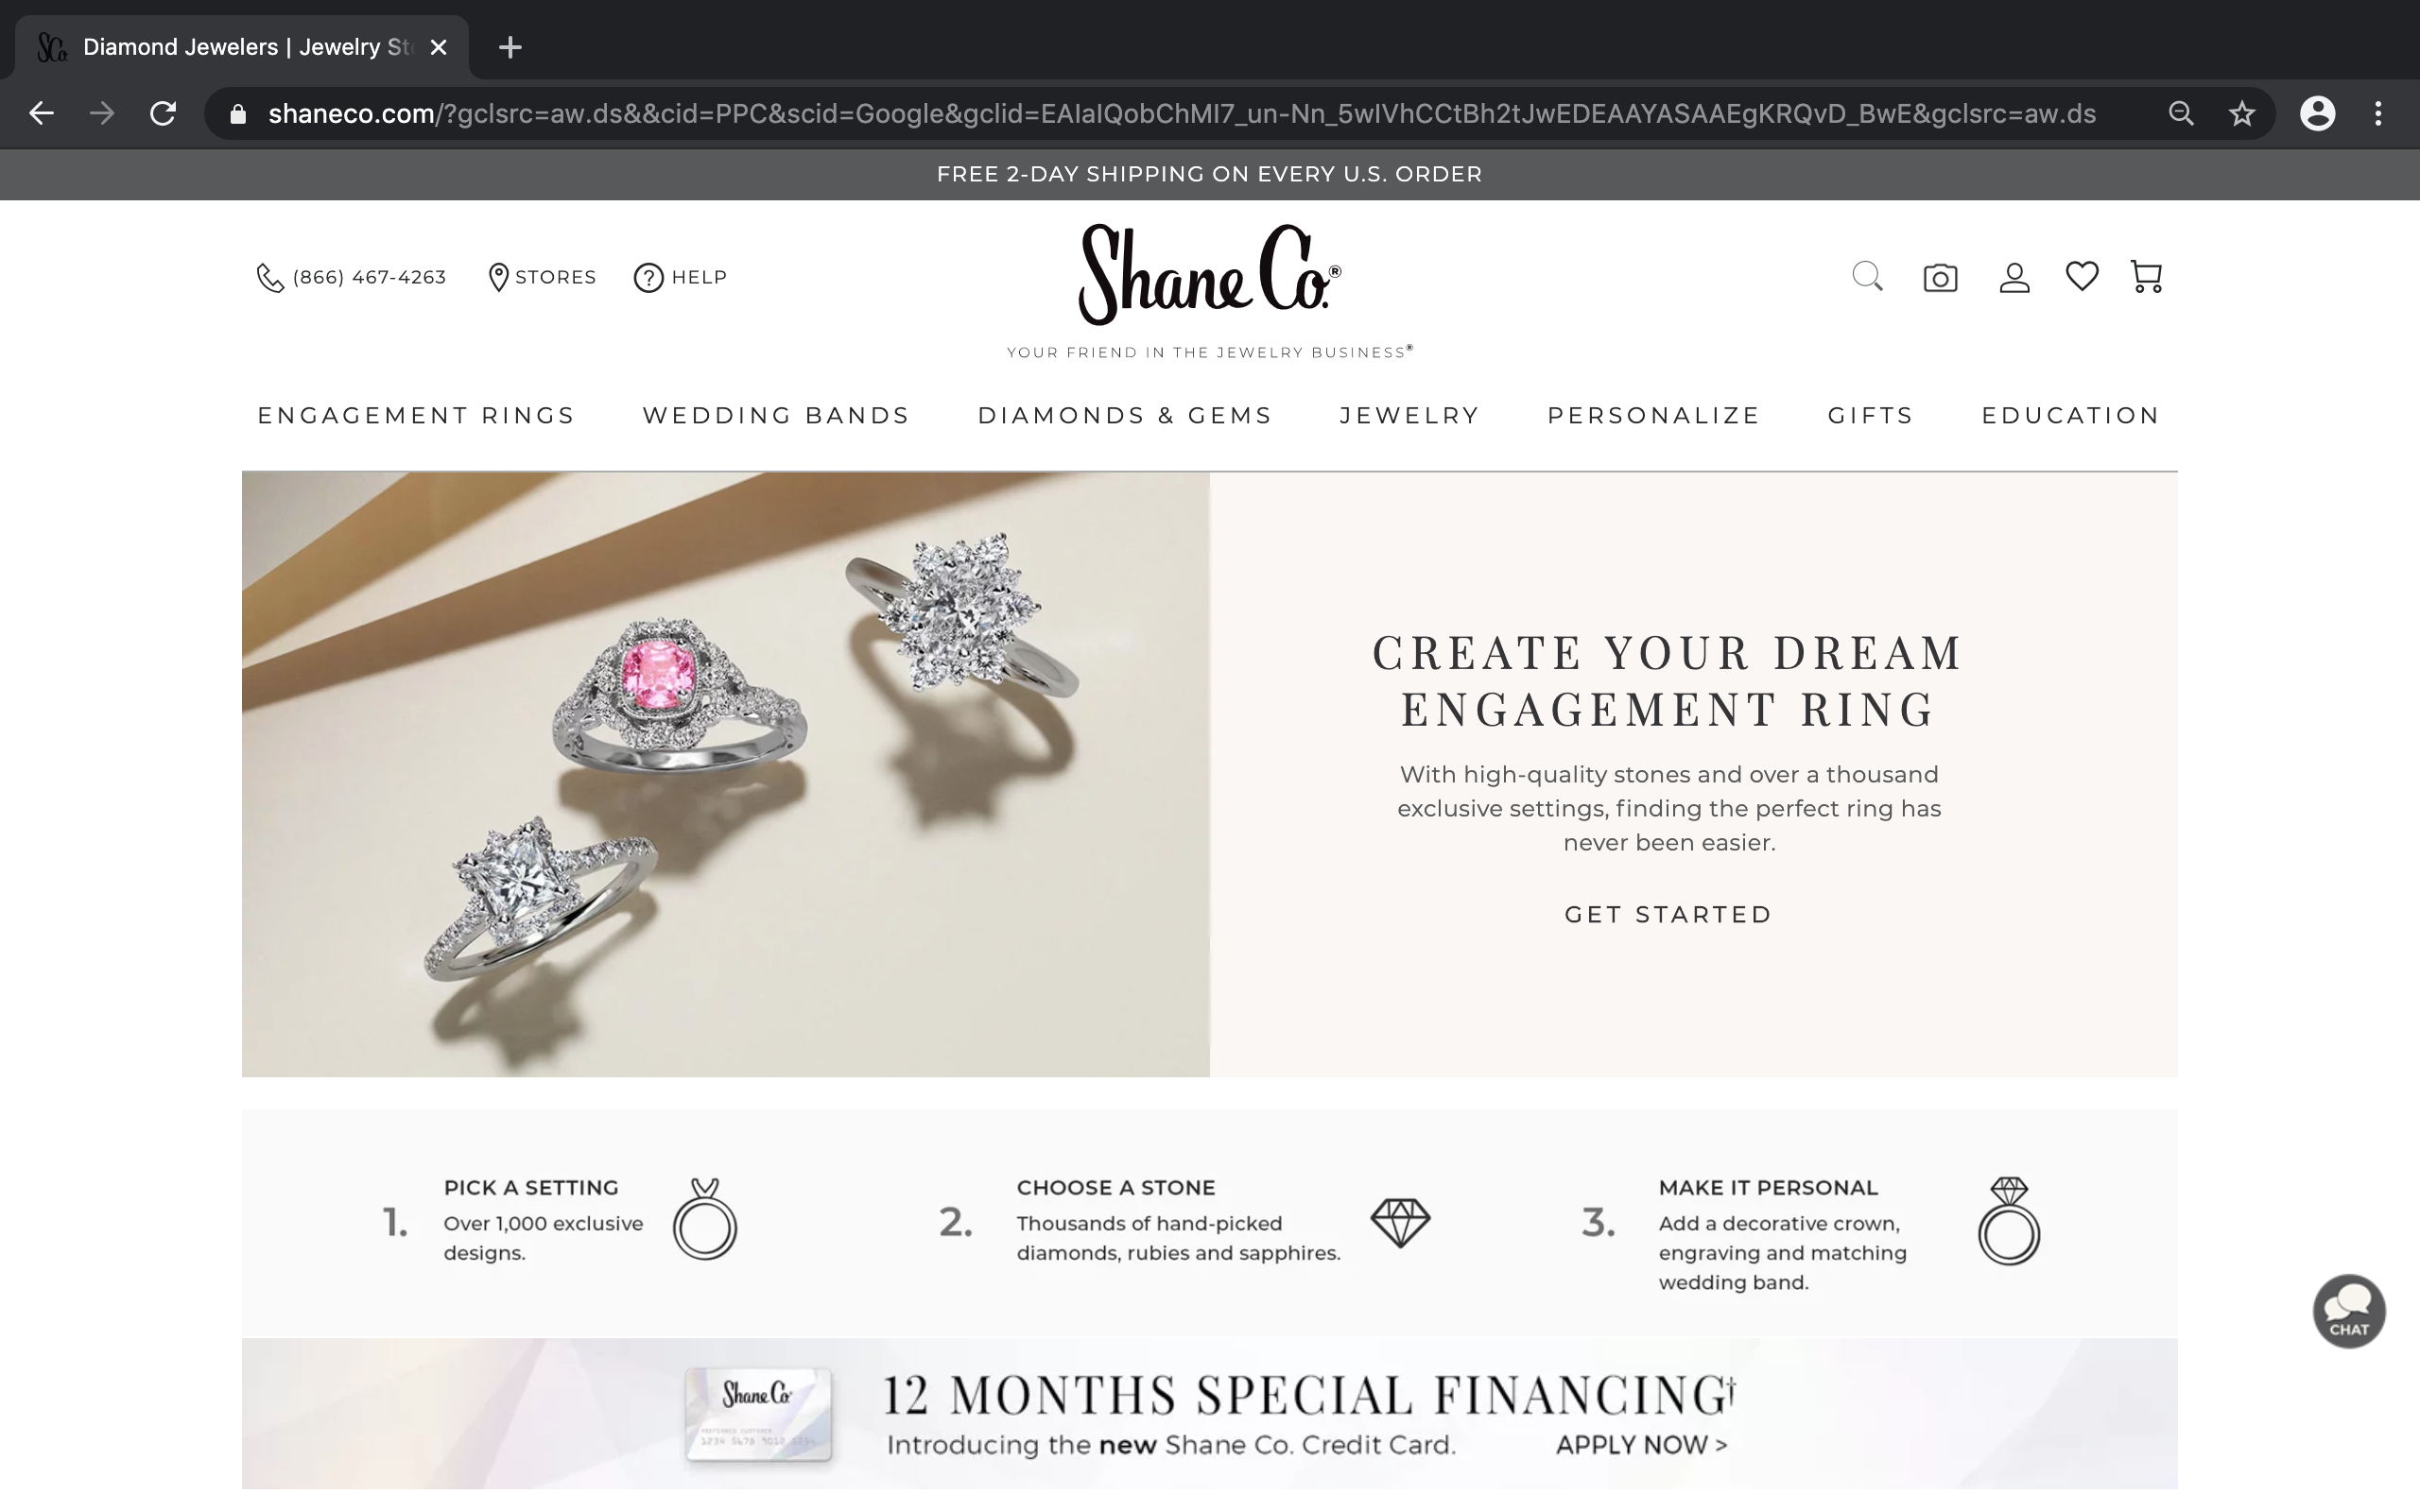 Diamond Jewelers | Jewelry St
shaneco.com/?gclsrc=aw.ds&&cid=PPC&scid=Google&gclid=EAIaIQobChMI7_un-Nn_5wIVhCCtBh2tJwEDEAAYASAAEgKRQvD_BwE&gclsrc=aw.ds
FREE 2-DAY SHIPPING ON EVERY U.S. ORDER
(866) 467-4263 STORES ? HELP
Shane Co.®
YOUR FRIEND IN THE JEWELRY BUSINESS®
ENGAGEMENT RINGS WEDDING BANDS DIAMONDS & GEMS JEWELRY PERSONALIZE GIFTS EDUCATION
CREATE YOUR DREAM
ENGAGEMENT RING
With high-quality stones and over a thousand
exclusive settings, finding the perfect ring has
never been easier.
GET STARTED
1.
PICK A SETTING
Over 1,000 exclusive
designs.
2.
CHOOSE A STONE
Thousands of hand-picked
diamonds, rubies and sapphires.
3.
MAKE IT PERSONAL
Add a decorative crown,
engraving and matching
wedding band.
CHAT
Shane Co.
PREFERRED CUSTOMER
1234 5678 9012 1234
12 MONTHS SPECIAL FINANCING†
Introducing the new Shane Co. Credit Card. APPLY NOW >